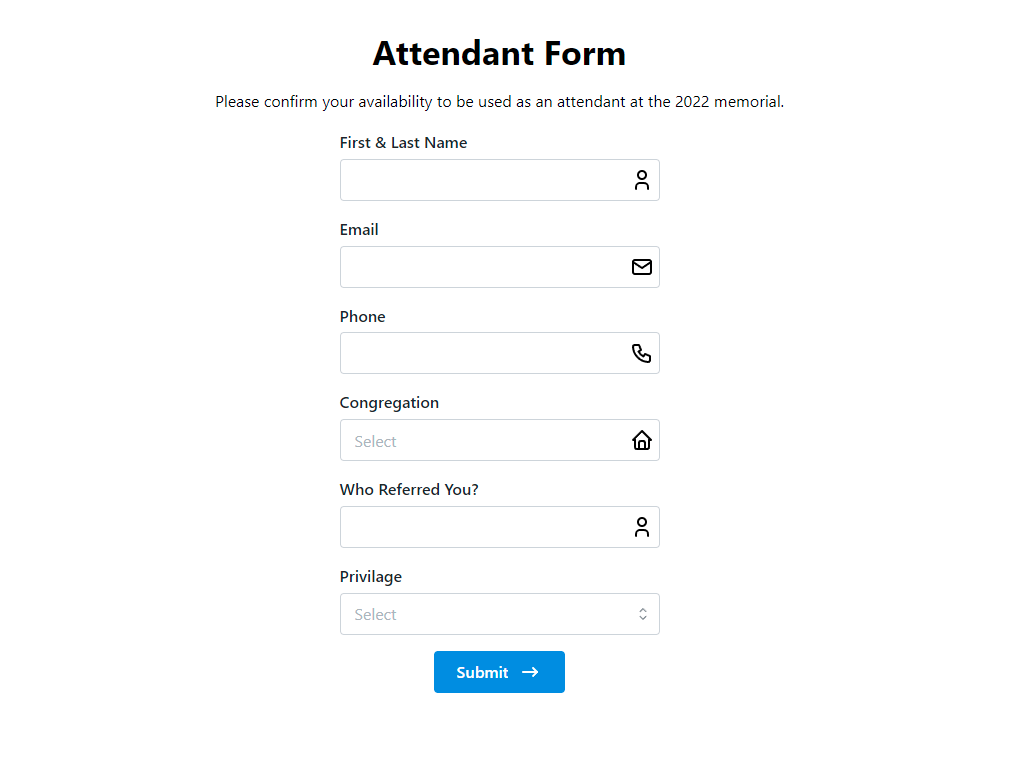 Attendant Form
Please confirm your availability to be used as an attendant at the 2022 memorial.
First & Last Name
Email
Phone
Congregation
Select
Who Referred You?
Privilage
Select
Submit